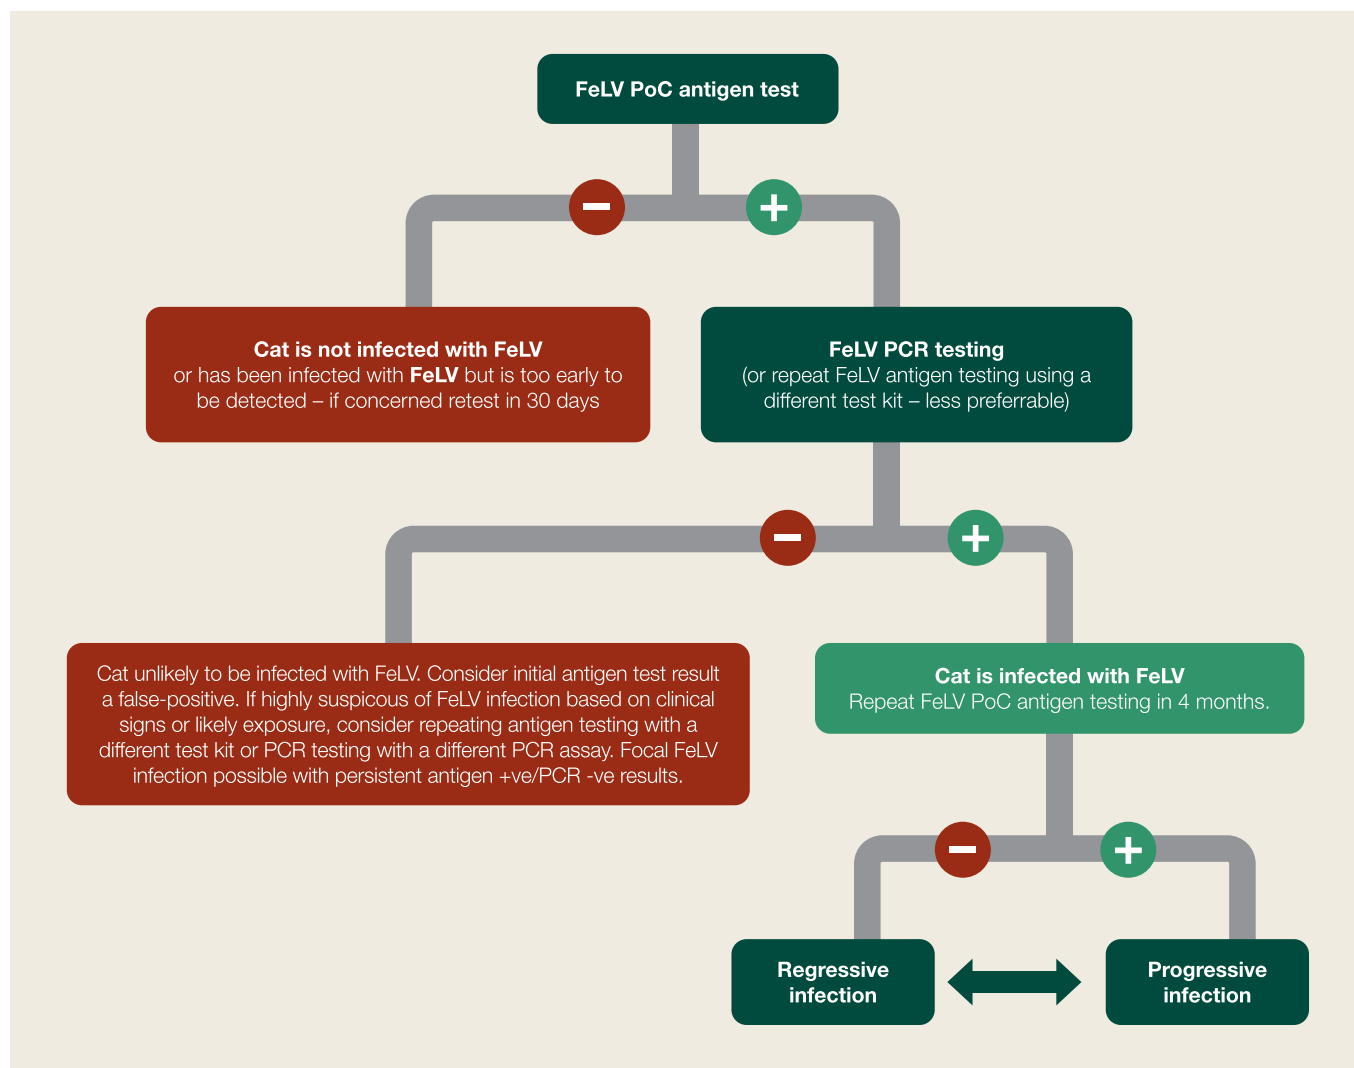 FeLV PoC antigen test
Cat is not infected with FeLV
or has been infected with FeLV but is too early to
be detected – if concerned retest in 30 days
FeLV PCR testing
(or repeat FeLV antigen testing using a
different test kit – less preferrable)
Cat unlikely to be infected with FeLV. Consider initial antigen test result
a false-positive. If highly suspicous of FeLV infection based on clinical
signs or likely exposure, consider repeating antigen testing with a
different test kit or PCR testing with a different PCR assay. Focal FeLV
infection possible with persistent antigen +ve/PCR -ve results.
Cat is infected with FeLV
Repeat FeLV PoC antigen testing in 4 months.
Regressive
infection
Progressive
infection